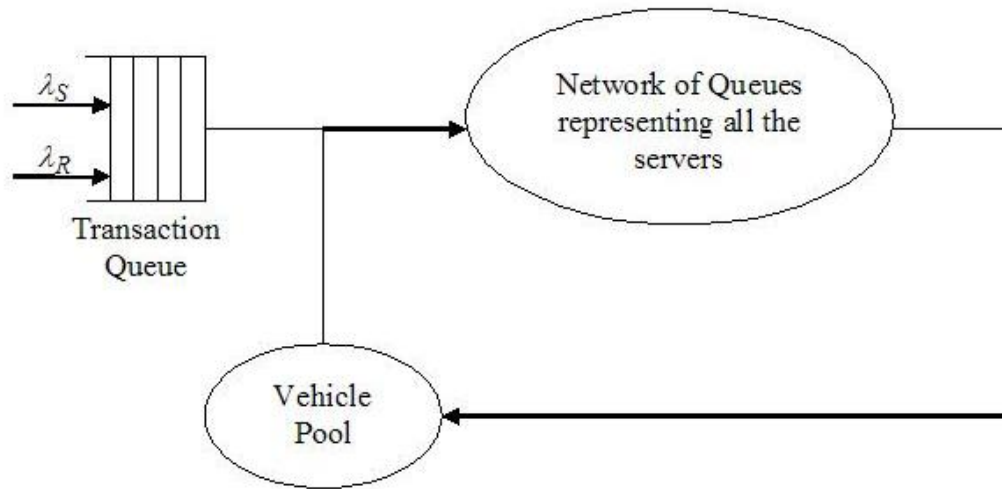 λS
λR
Transaction
Queue
Network of Queues
representing all the
servers
Vehicle
Pool